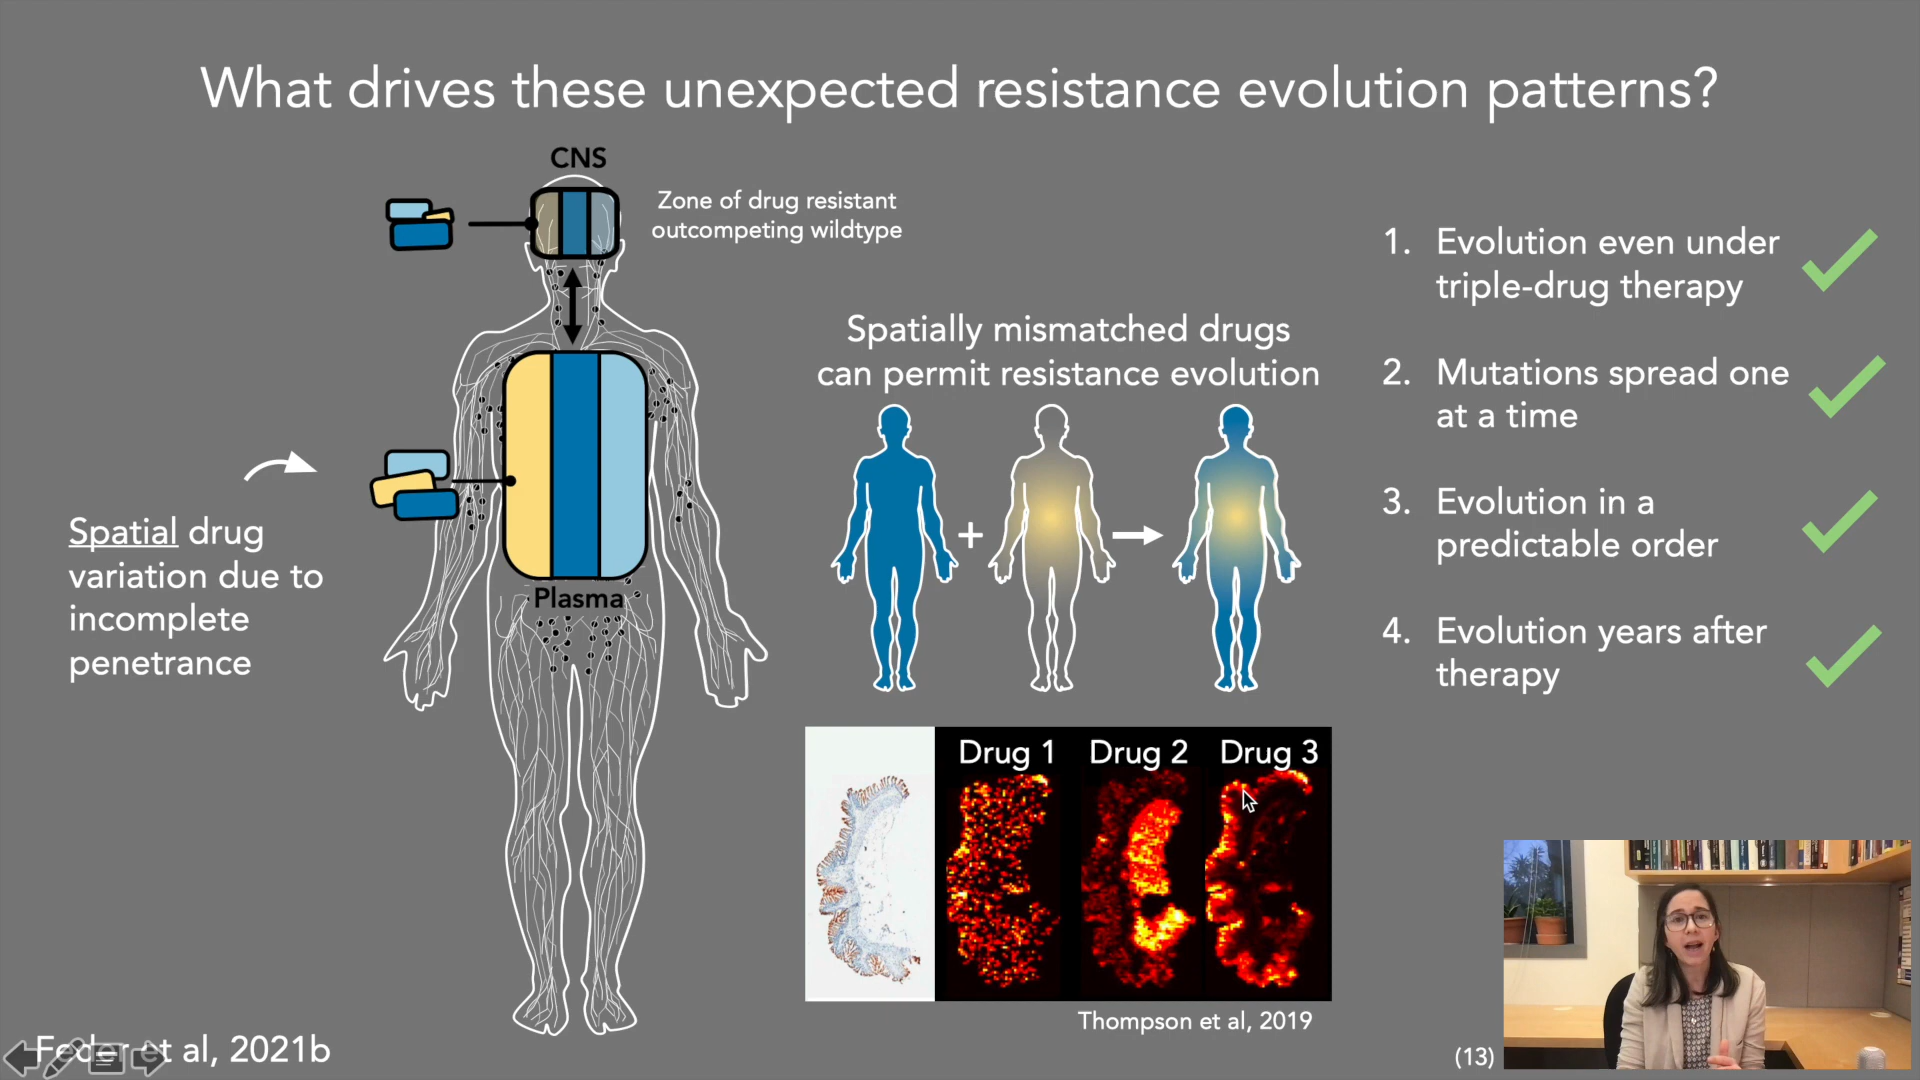 What drives these unexpected resistance evolution patterns?
CNS
Zone of drug resistant
outcompeting wildtype
Spatial drug
variation due to
incomplete
penetrance
Plasma
Spatially mismatched drugs
can permit resistance evolution
+
1. Evolution even under
triple-drug therapy
2. Mutations spread one
at a time
3. Evolution in a
predictable order
4. Evolution years after
therapy
Drug 1 Drug 2 Drug 3
Thompson et al, 2019
Feder et al, 2021b
(13)